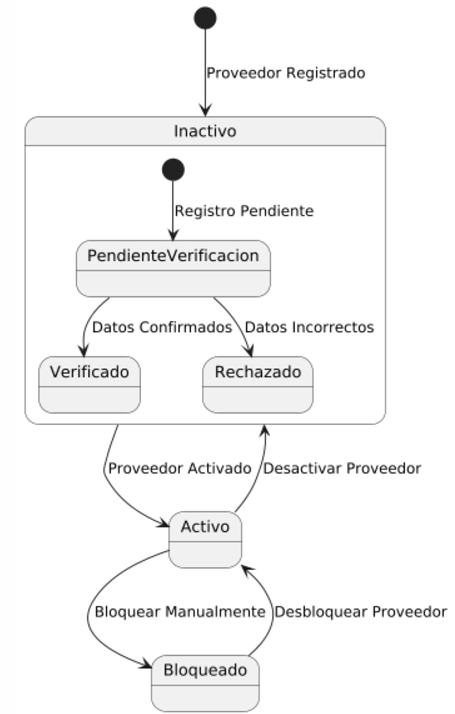 Proveedor Registrado
Inactivo
Registro Pendiente
PendienteVerificacion
Datos Confirmados
Datos Incorrectos
Verificado
Rechazado
Proveedor Activado
Desactivar Proveedor
Activo
Bloquear Manualmente
Desbloquear Proveedor
Bloqueado